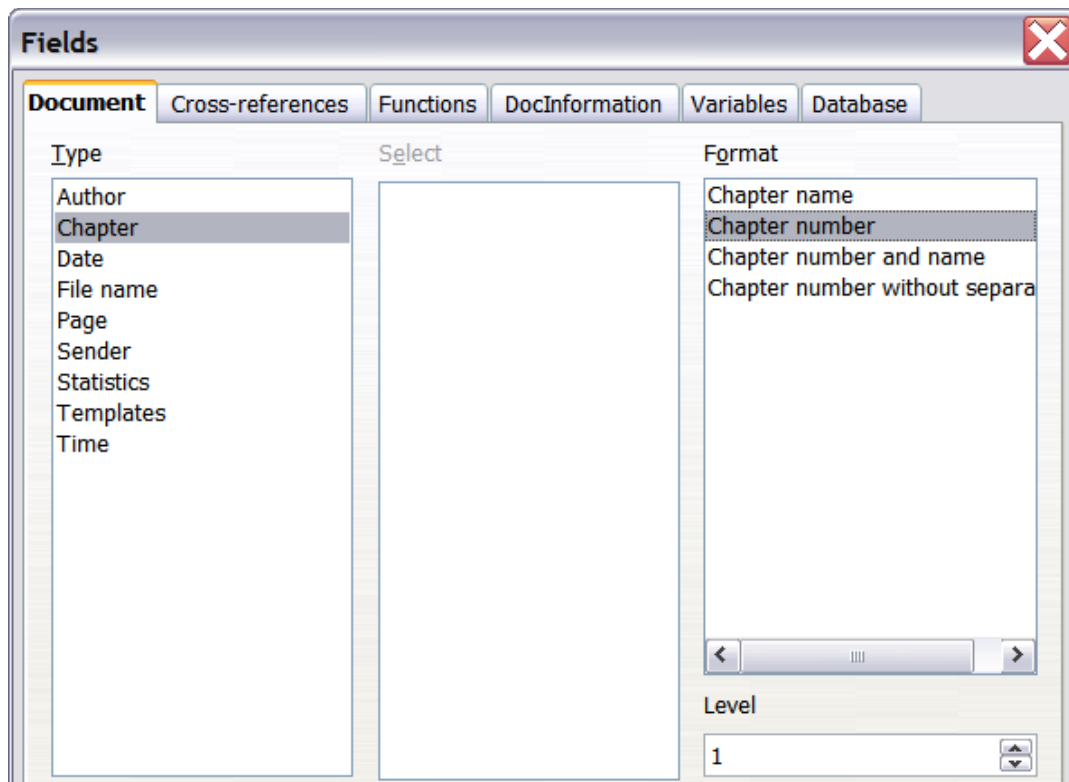 Fields
Document Cross-references Functions DocInformation Variables Database
Type
Author
Chapter
Date
File name
Page
Sender
Statistics
Templates
Time
Select
Format
Chapter name
Chapter number
Chapter number and name
Chapter number without separa
Level
1